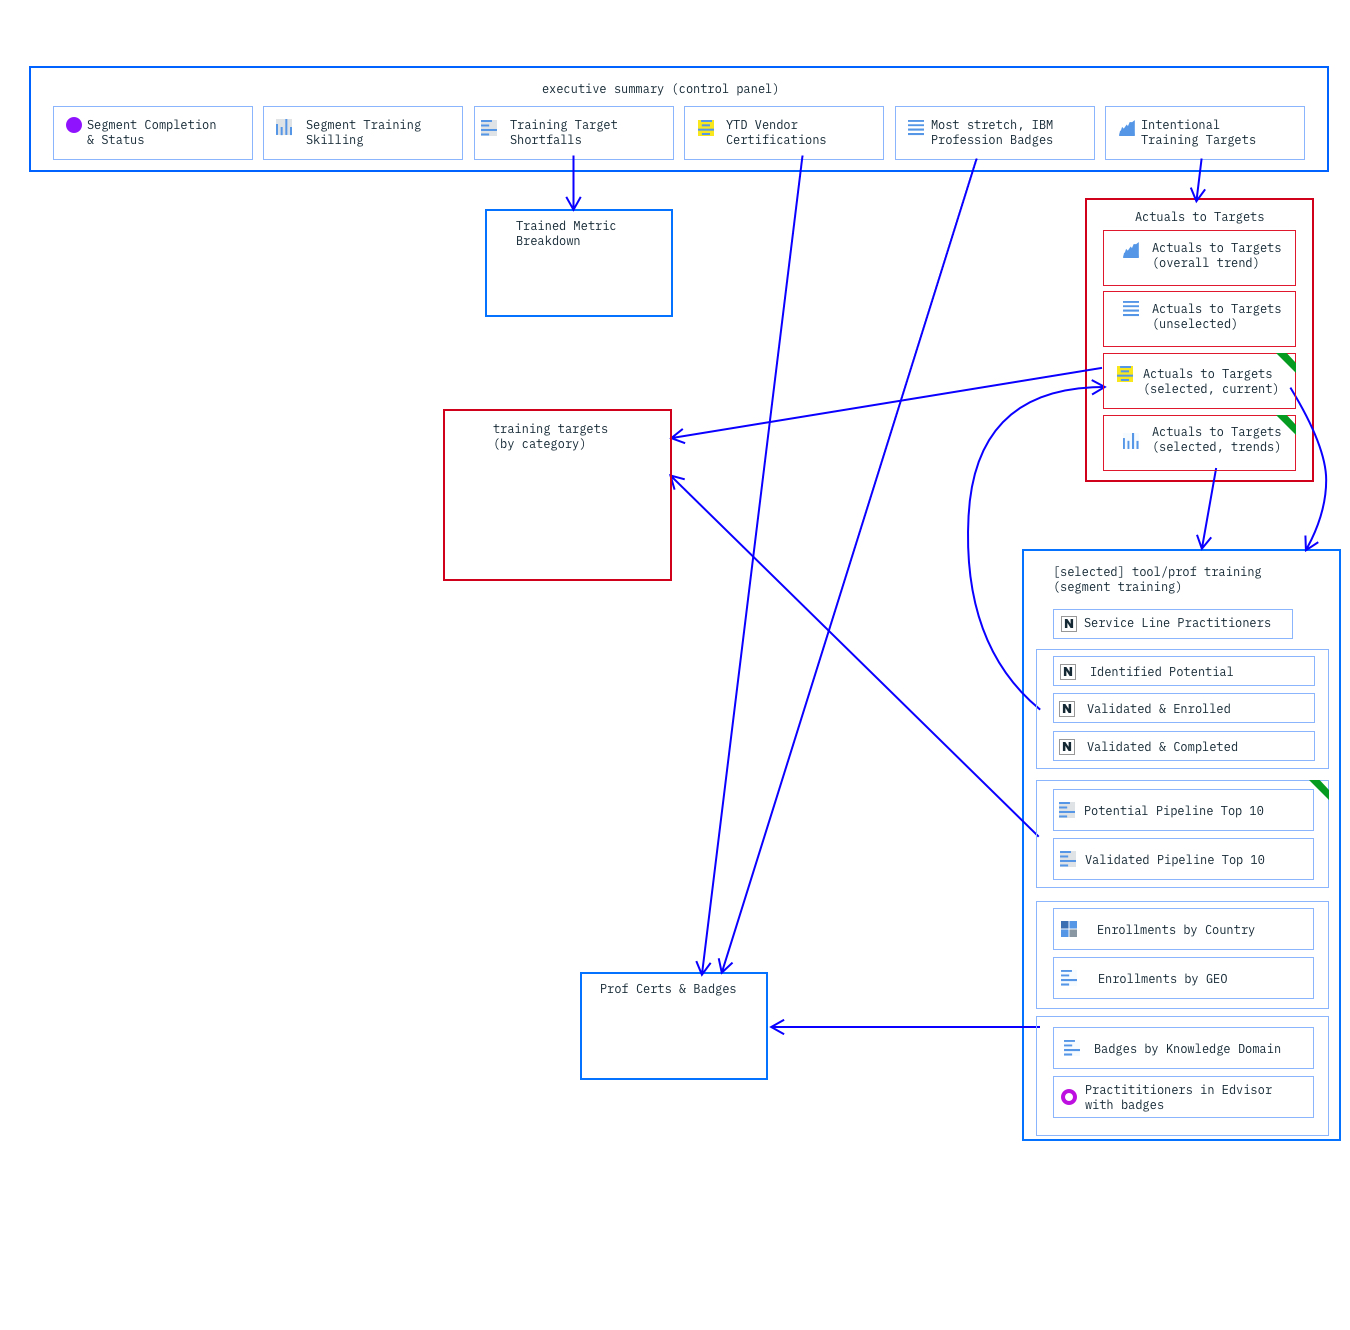 executive summary (control panel)
Segment Completion
& Status
Segment Training
Skilling
Training Target
Shortfalls
YTD Vendor
Certifications
Most stretch, IBM
Profession Badges
Intentional
Training Targets
Trained Metric
Breakdown
Actuals to Targets
Actuals to Targets
(overall trend)
Actuals to Targets
(unselected)
Actuals to Targets
(selected, current)
Actuals to Targets
(selected, trends)
training targets
(by category)
[selected] tool/prof training
(segment training)
N Service Line Practitioners
N Identified Potential
N Validated & Enrolled
N Validated & Completed
Potential Pipeline Top 10
Validated Pipeline Top 10
Enrollments by Country
Enrollments by GEO
Prof Certs & Badges
Badges by Knowledge Domain
Practititioners in Edvisor
with badges